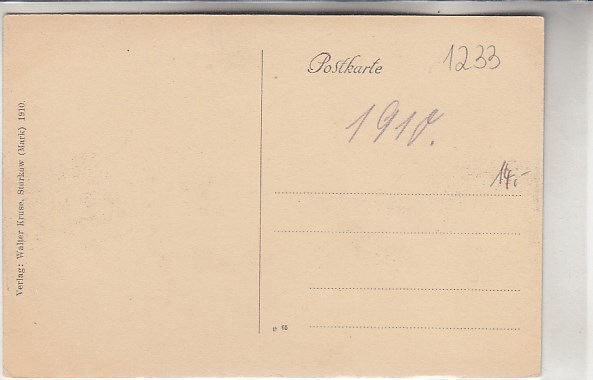 Postkarte
1233
1910.
14,-
Verlag: Walter Kruse, Storkow (Mark) 1910.